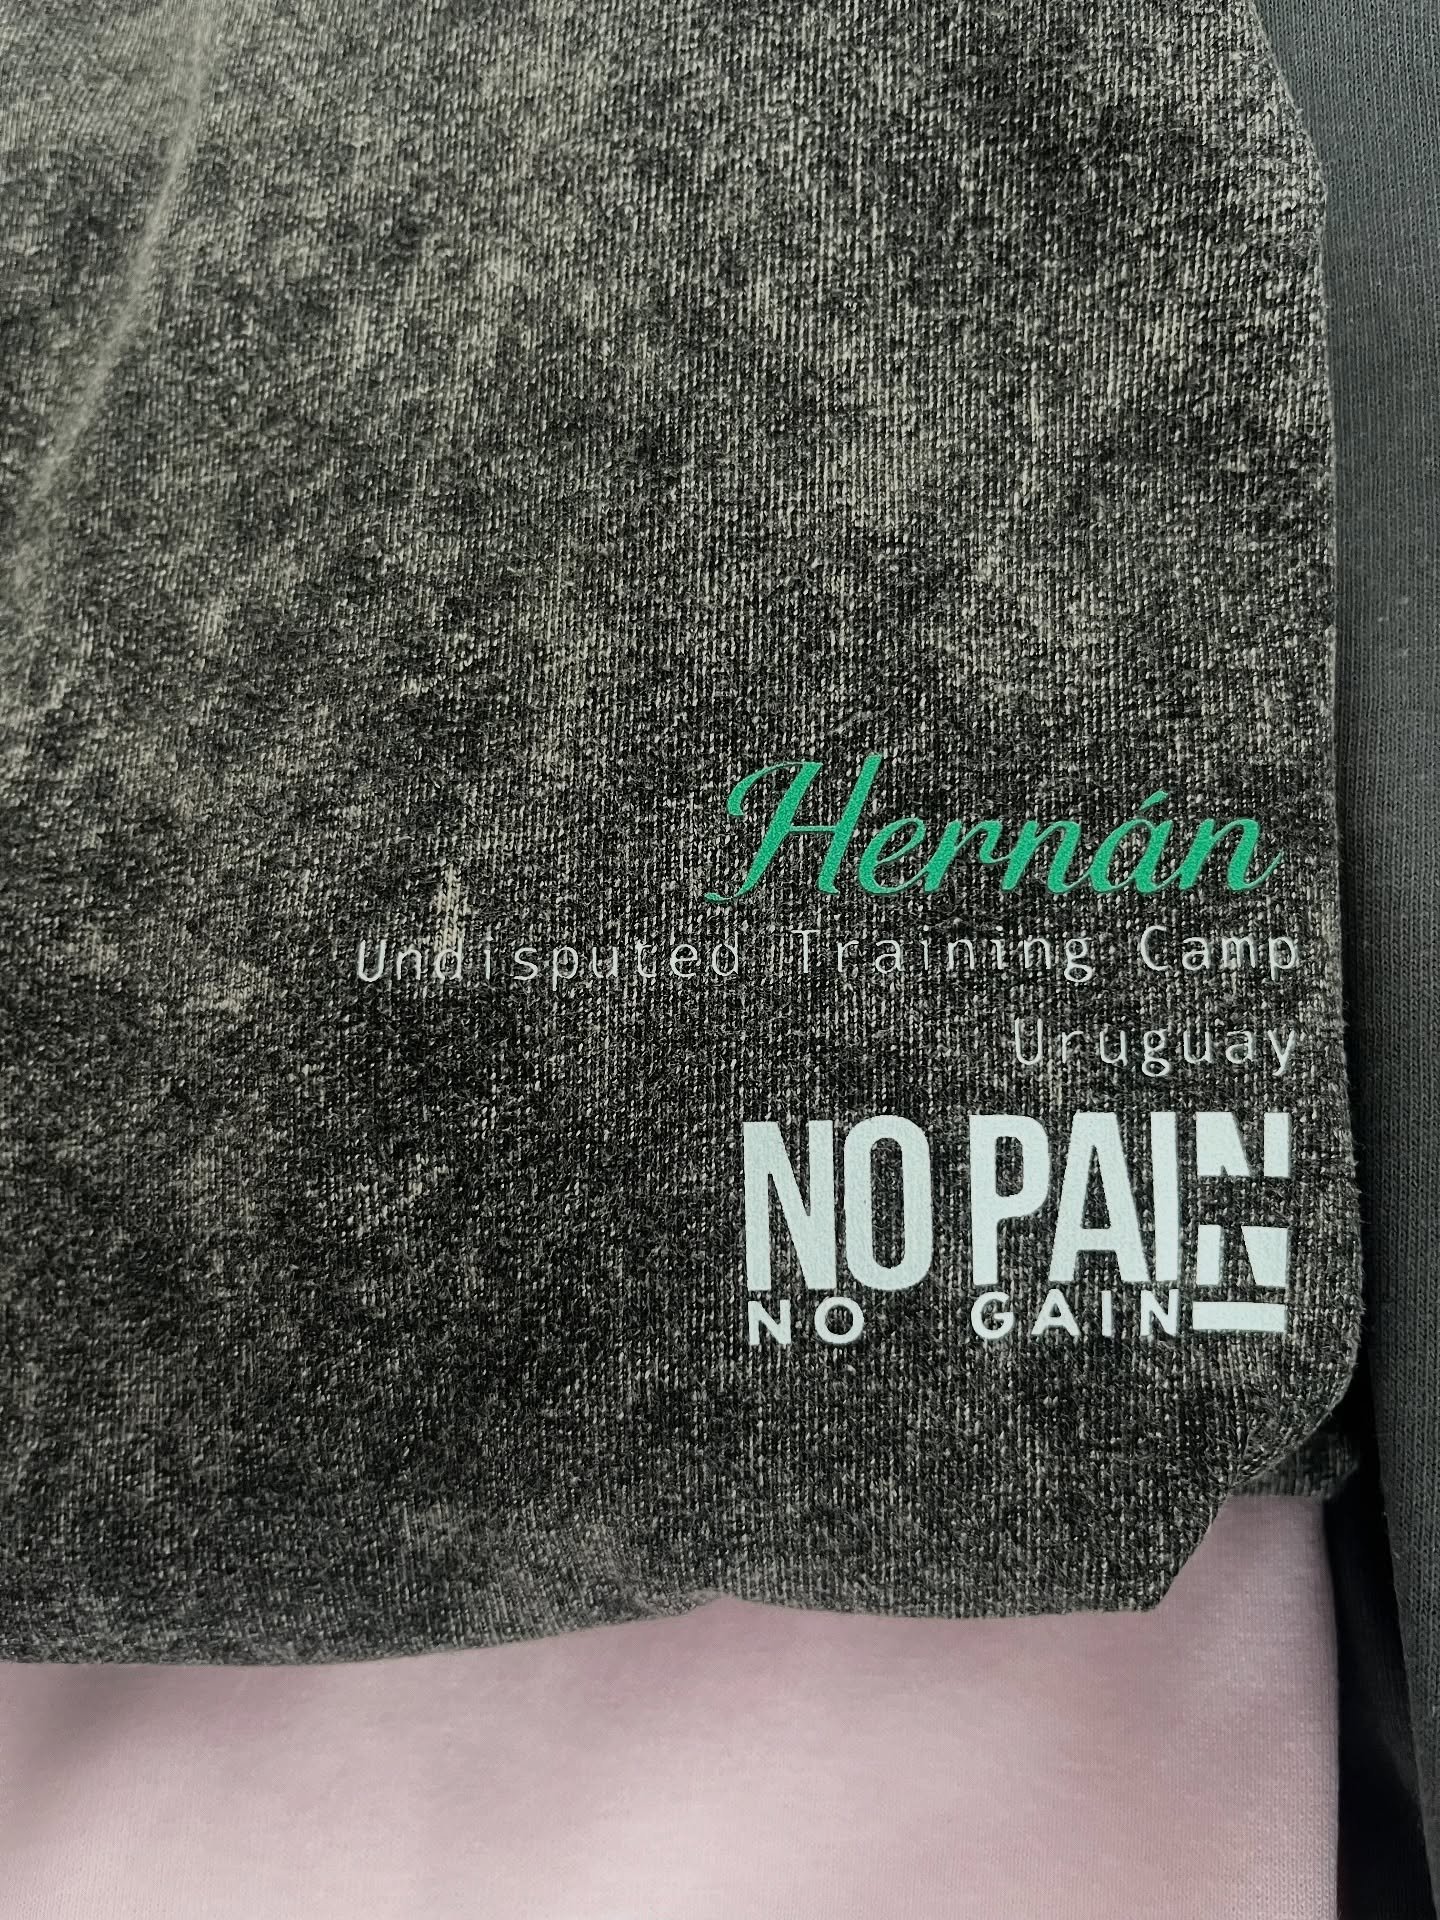 Hernán
Undisputed Training Camp
Uruguay
NO PAIN
NO GAIN